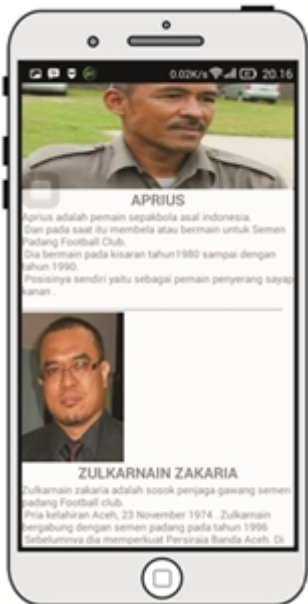 0.02K/s 20.16
APRIUS
Aprius adalah pemain sepakbola asal indonesia.
Dan pada saat itu membela atau bermain untuk Semen
Padang Football Club.
Dia bermain pada kisaran tahun1980 sampai dengan
tahun 1990.
Posisinya sendiri yaitu sebagai pemain penyerang sayap
kanan .
ZULKARNAIN ZAKARIA
Zulkarnain zakaria adalah sosok penjaga gawang semen
padang Football club.
Pria kelahiran Aceh, 23 November 1974 . Zulkarnain
bergabung dengan semen padang pada tahun 1996
Sebelumnya dia memperkuat Persiraja Banda Aceh. Di